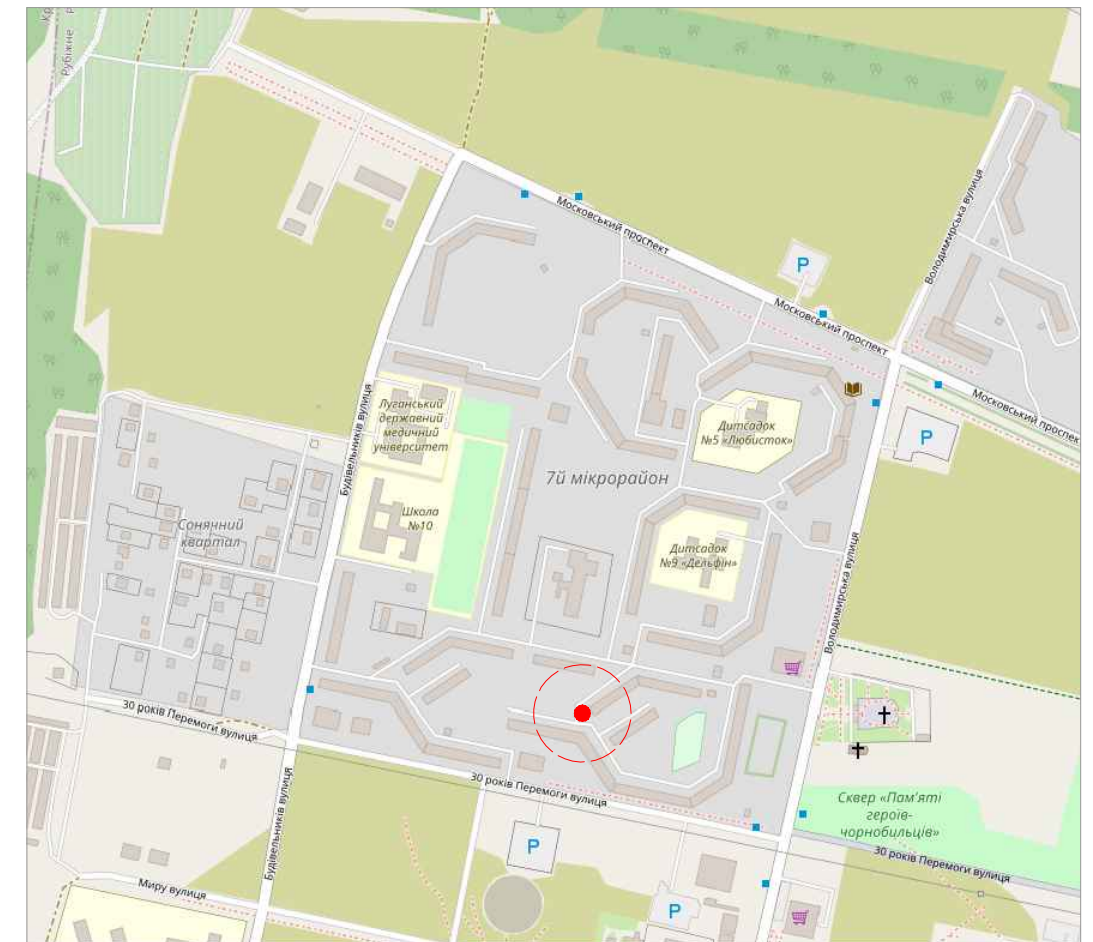 Рубіжне
Московський проспект
Володимирська вулиця
P
Московський проспект
Московський проспек
Луганський
державний
медичний
університет
Будівельників вулиця
Дитсадок
№5 «Любисток»
P
7й мікрорайон
Школа
№10
Сонячний
квартал
Дитсадок
№9 «Дельфін»
Володимирська вулиця
30 років Перемоги вулиця
30 років Перемоги вулиця
Сквер «Пам'яті
героїв-
чорнобильців»
Будівельників вулиця
P
30 років Перемоги вулиця
Миру вулиця
P